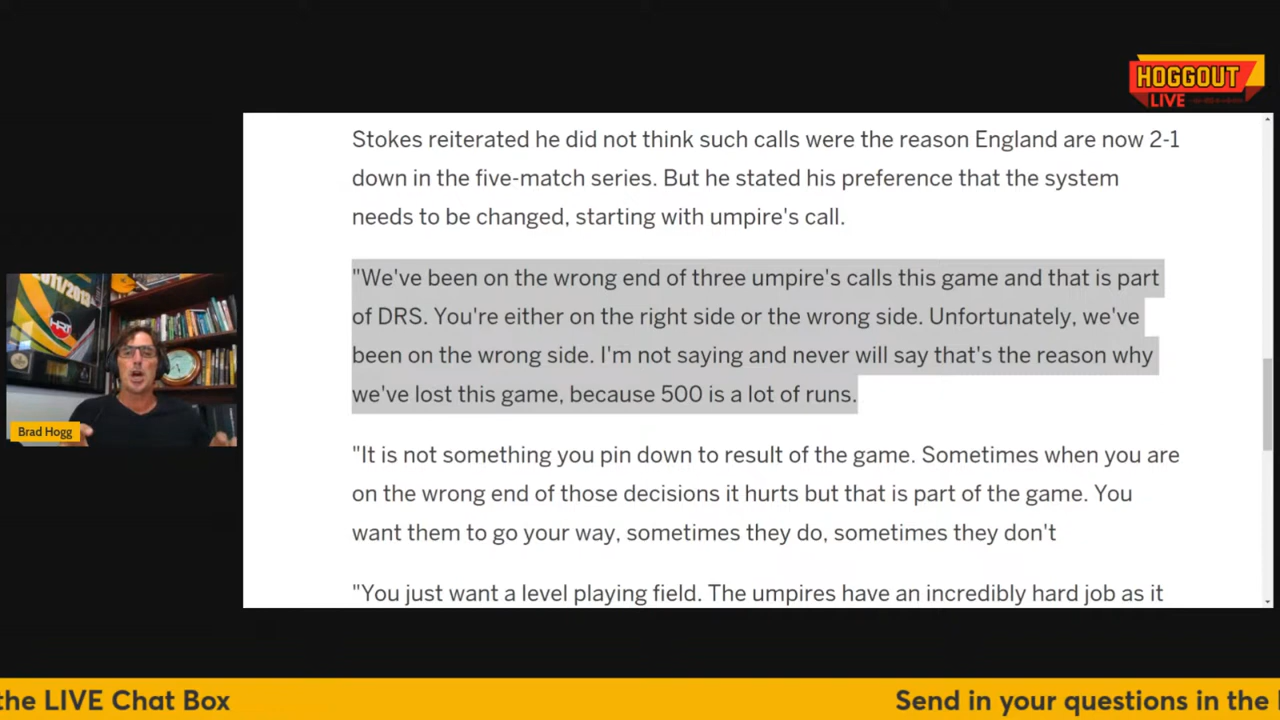 HOGGOUT
LIVE
Stokes reiterated he did not think such calls were the reason England are now 2-1
down in the five-match series. But he stated his preference that the system
needs to be changed, starting with umpire's call.
"We've been on the wrong end of three umpire's calls this game and that is part
of DRS. You're either on the right side or the wrong side. Unfortunately, we've
been on the wrong side. I'm not saying and never will say that's the reason why
we've lost this game, because 500 is a lot of runs.
"It is not something you pin down to result of the game. Sometimes when you are
on the wrong end of those decisions it hurts but that is part of the game. You
want them to go your way, sometimes they do, sometimes they don't
"You just want a level playing field. The umpires have an incredibly hard job as it
2011/2012
Brad Hogg
the LIVE Chat Box
Send in your questions in the